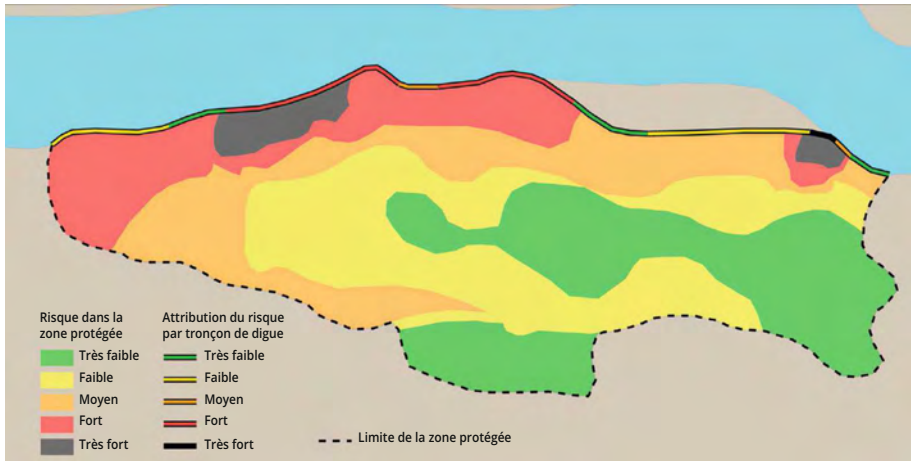 Risque dans la
zone protégée
Très faible
Faible
Moyen
Fort
Très fort
Attribution du risque
par tronçon de digue
Très faible
Faible
Moyen
Fort
Très fort
Limite de la zone protégée